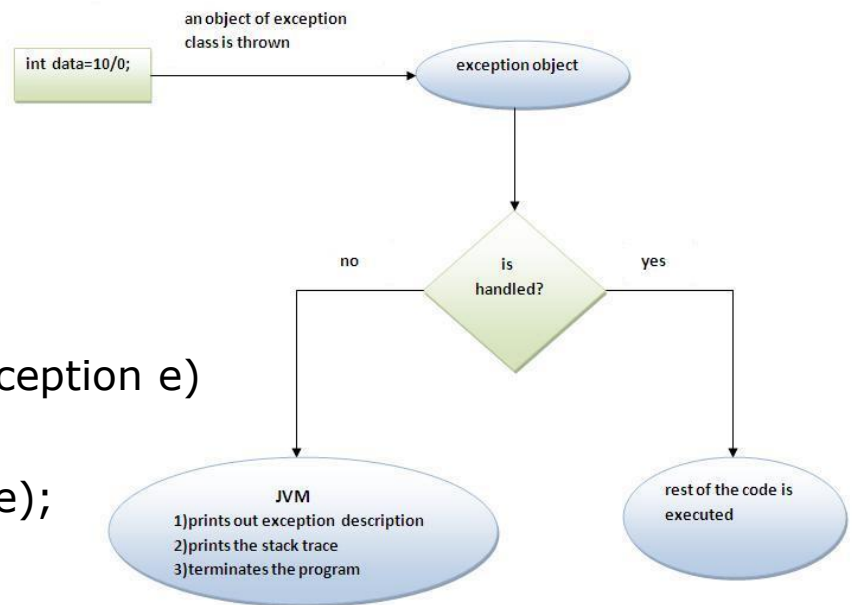 an object of exception
class is thrown
int data=10/0;
exception object
is
handled?
no
yes
ception e)
e);
JVM
1)prints out exception description
2)prints the stack trace
3)terminates the program
rest of the code is
executed